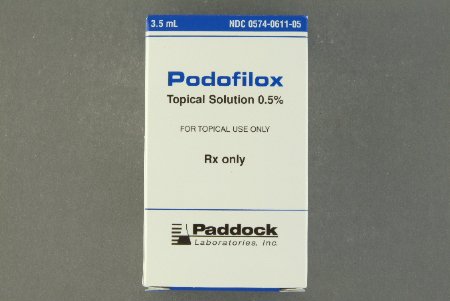 3.5 mL NDC 0574-0611-05
Podofilox
Topical Solution 0.5%
FOR TOPICAL USE ONLY
Rx only
Paddock
Laboratories, Inc.